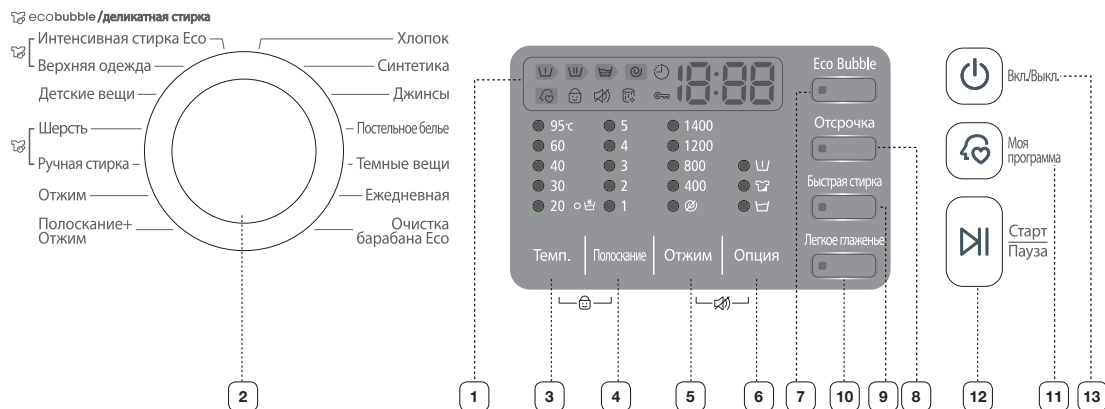 ecobubble/деликатная стирка
Интенсивная стирка Eco
Верхняя одежда
Детские вещи
Шерсть
Ручная стирка
Отжим
Полоскание+
Отжим
Хлопок
Синтетика
Джинсы
Постельное белье
Темные вещи
Ежедневная
Очистка
барабана Eco
18:88
95°c 5 1400
60 4 1200
40 3 800
30 2 400
20 1
Темп. Полоскание Отжим Опция
Eco Bubble
Отсрочка
Быстрая стирка
Легкое глаженье
Вкл./Выкл.
Моя
программа
Старт
Пауза
2 1 3 4 5 6 7 10 9 8 12 11 13